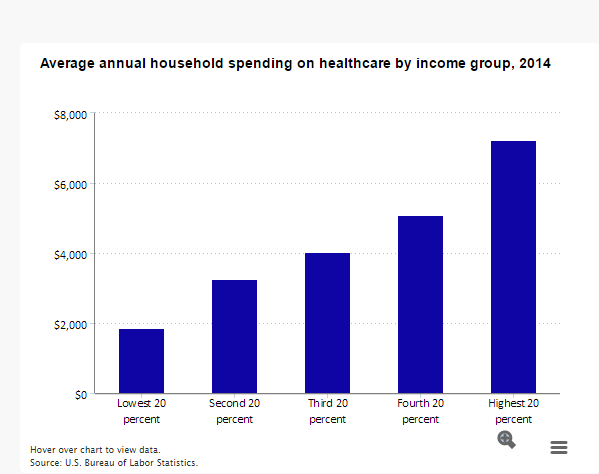 Average annual household spending on healthcare by income group, 2014
$8,000
$6,000
$4,000
$2,000
$0
Lowest 20 percent
Second 20 percent
Third 20 percent
Fourth 20 percent
Highest 20 percent
Hover over chart to view data.
Source: U.S. Bureau of Labor Statistics.